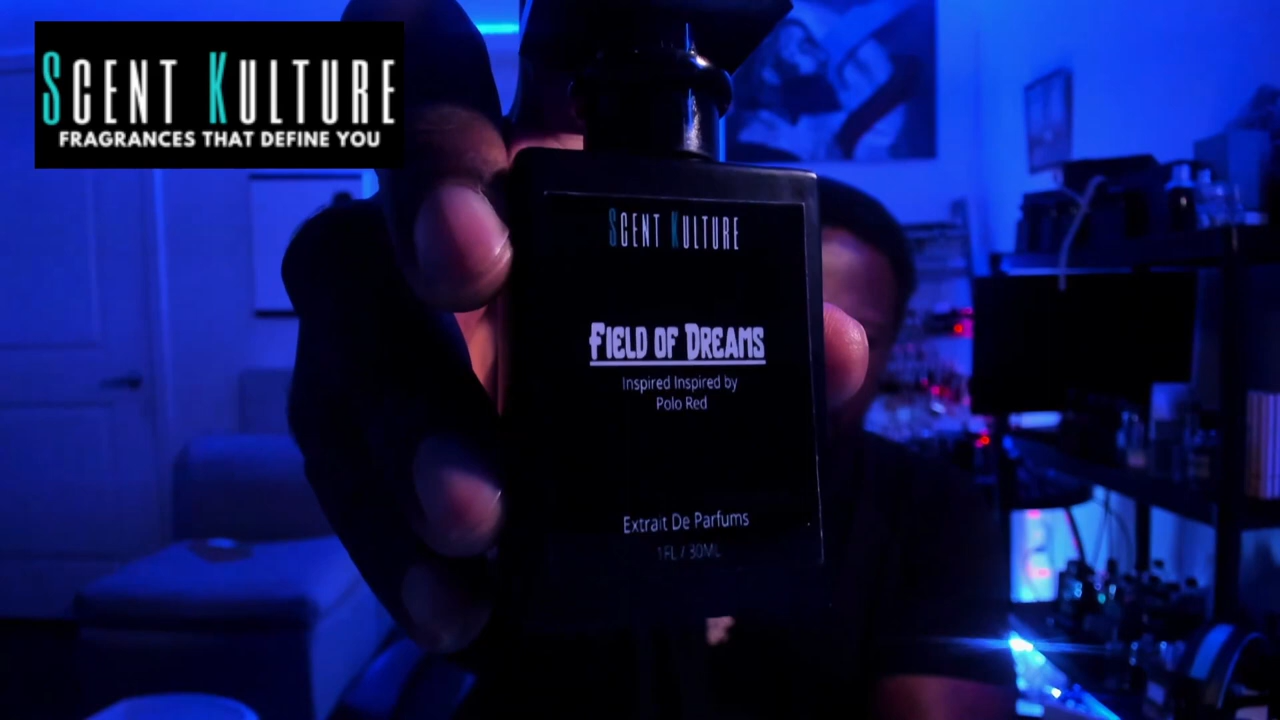 SCENT KULTURE
FRAGRANCES THAT DEFINE YOU
SCENT KULTURE
FIELD OF DREAMS
Inspired Inspired by
Polo Red
Extrait De Parfums
1FL / 30ML